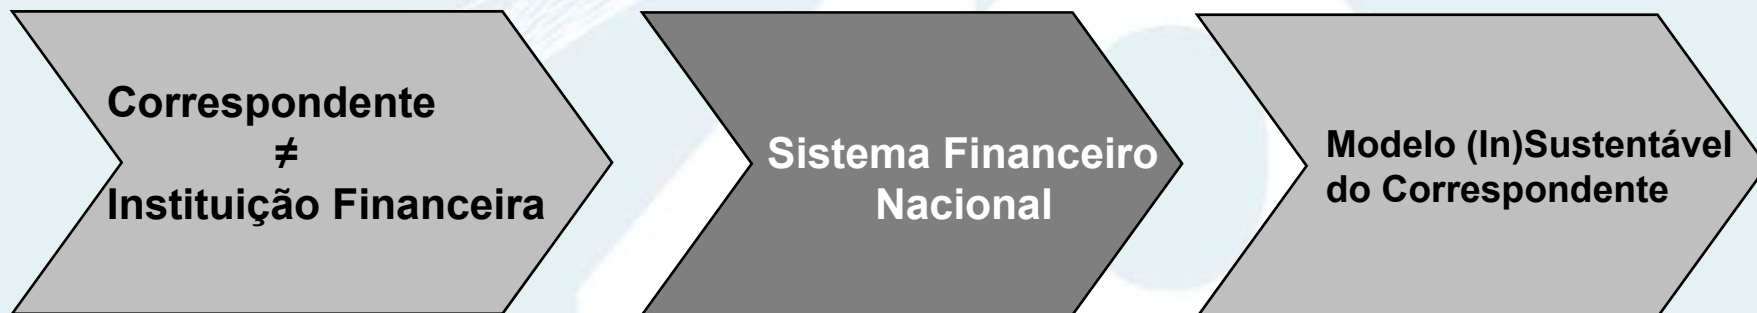 Correspondente
≠
Instituição Financeira
Sistema Financeiro
Nacional
Modelo (In)Sustentável
do Correspondente